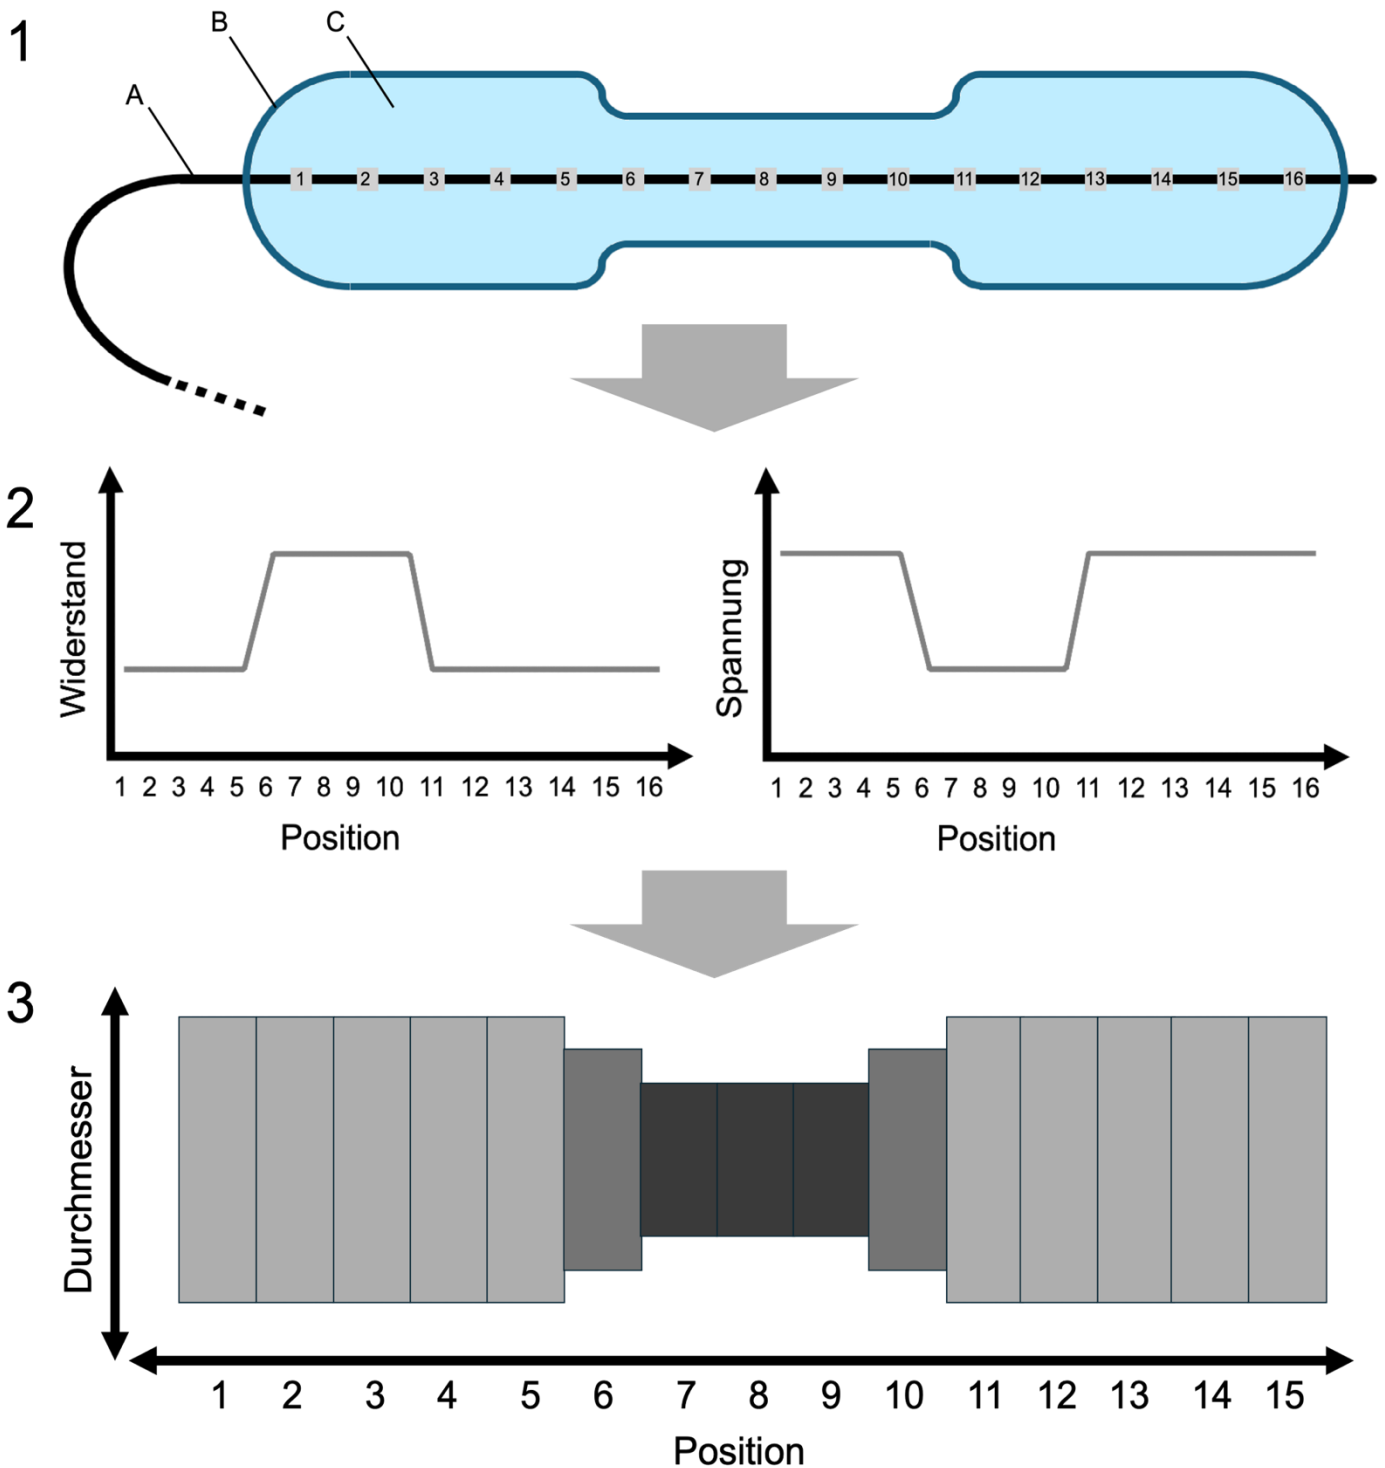 1
B C
A
1 2 3 4 5 6 7 8 9 10 11 12 13 14 15 16
2
Widerstand
1 2 3 4 5 6 7 8 9 10 11 12 13 14 15 16
Position
Spannung
1 2 3 4 5 6 7 8 9 10 11 12 13 14 15 16
Position
3
Durchmesser
1 2 3 4 5 6 7 8 9 10 11 12 13 14 15
Position